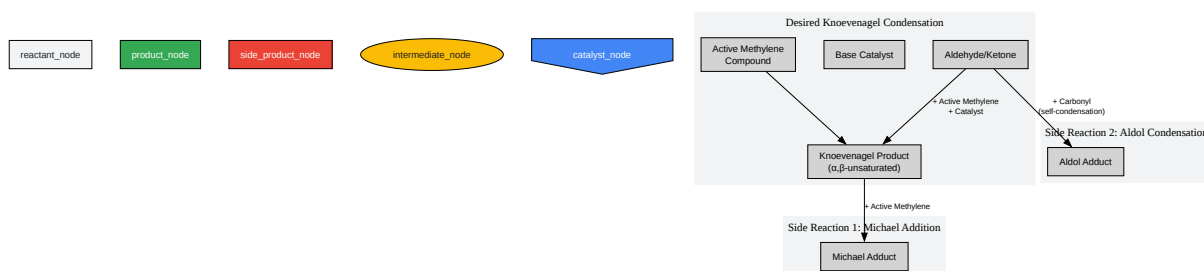 reactant_node
product_node
side_product_node
intermediate_node
catalyst_node
Desired Knoevenagel Condensation
Active Methylene
Compound
Base Catalyst
Aldehyde/Ketone
+ Active Methylene
+ Catalyst
+ Carbonyl
(self-condensation)
Knoevenagel Product
(α,β-unsaturated)
Side Reaction 2: Aldol Condensation
Aldol Adduct
+ Active Methylene
Side Reaction 1: Michael Addition
Michael Adduct